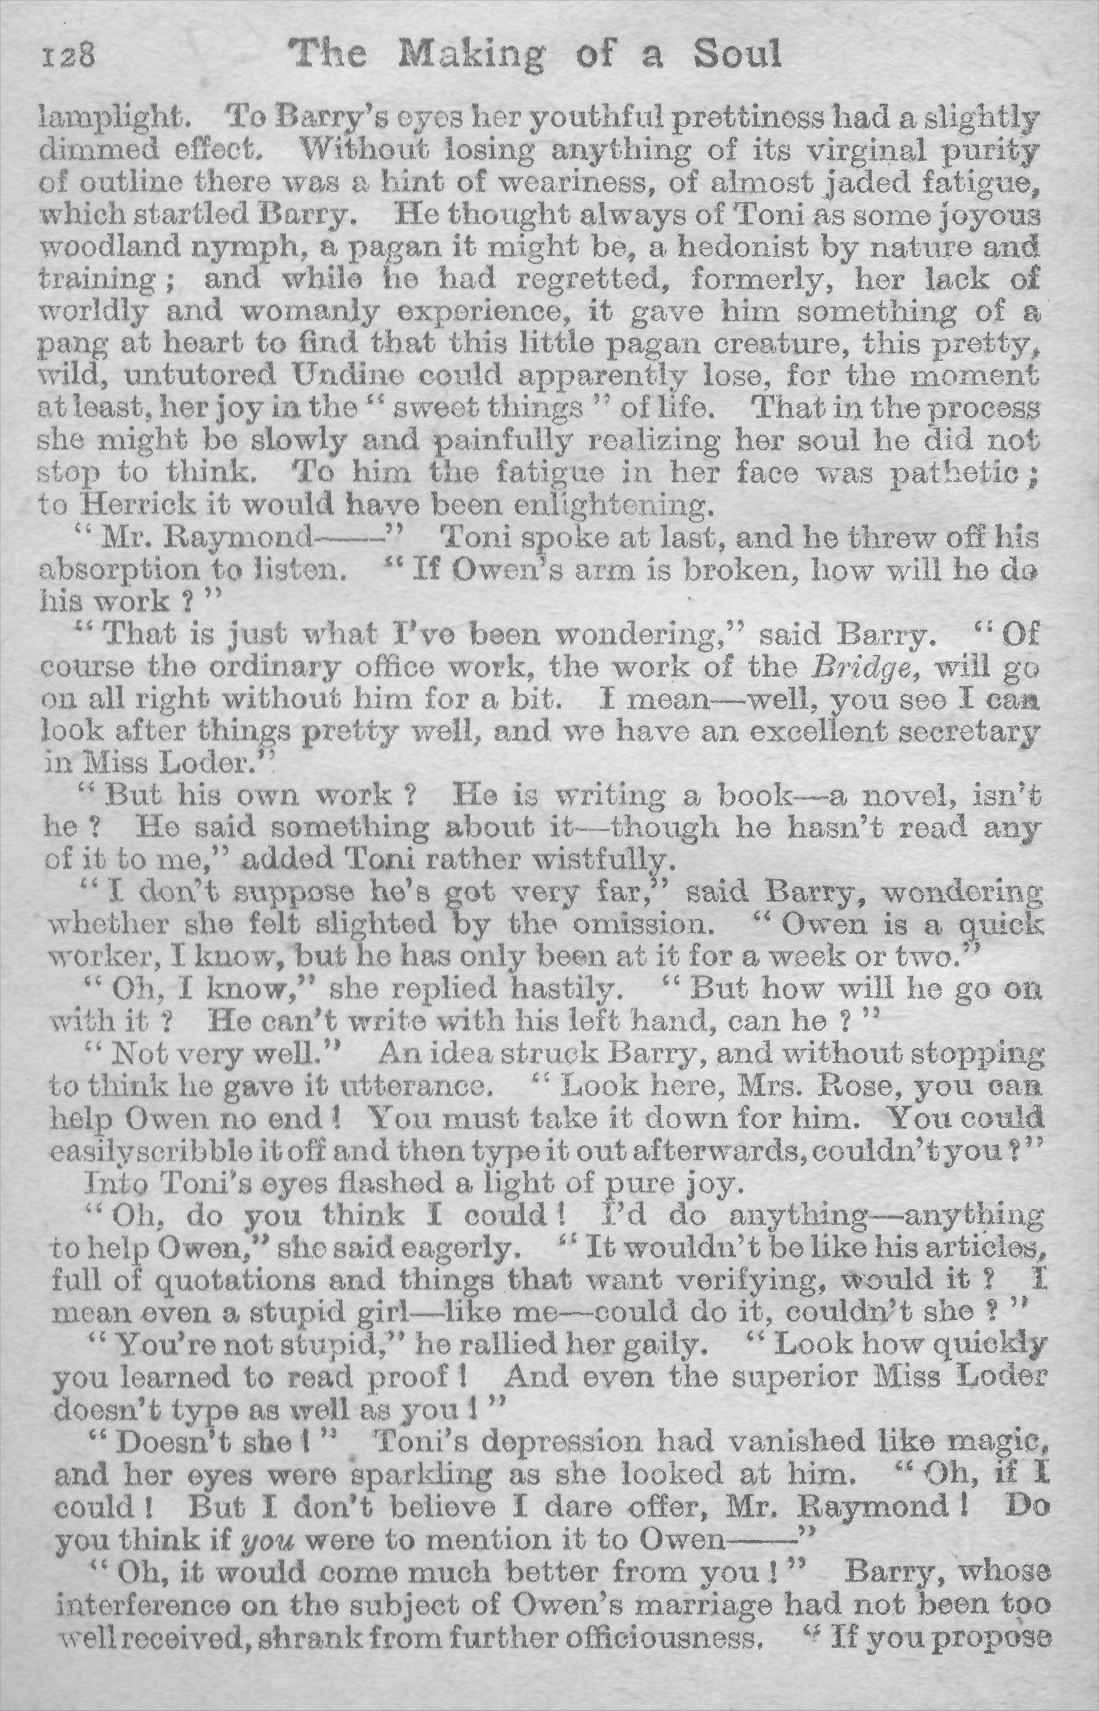 128 The Making of a Soul
lamplight. To Barry's eyes her youthful prettiness had a slightly
dimmed effect. Without losing anything of its virginal purity
of outline there was a hint of weariness, of almost jaded fatigue,
which startled Barry. He thought always of Toni as some joyous
woodland nymph, a pagan it might be, a hedonist by nature and
training ; and while he had regretted, formerly, her lack of
worldly and womanly experience, it gave him something of a
pang at heart to find that this little pagan creature, this pretty,
wild, untutored Undine could apparently lose, for the moment
at least, her joy in the " sweet things " of life. That in the process
she might be slowly and painfully realizing her soul he did not
stop to think. To him the fatigue in her face was pathetic ;
to Herrick it would have been enlightening.
" Mr. Raymond——" Toni spoke at last, and he threw off his
absorption to listen. " If Owen's arm is broken, how will he do
his work ? "
" That is just what I've been wondering," said Barry. " Of
course the ordinary office work, the work of the Bridge, will go
on all right without him for a bit. I mean—well, you see I can
look after things pretty well, and we have an excellent secretary
in Miss Loder."
" But his own work ? He is writing a book—a novel, isn't
he ? He said something about it—though he hasn't read any
of it to me," added Toni rather wistfully.
" I don't suppose he's got very far," said Barry, wondering
whether she felt slighted by the omission. " Owen is a quick
worker, I know, but he has only been at it for a week or two."
" Oh, I know," she replied hastily. " But how will he go on
with it ? He can't write with his left hand, can he ? "
" Not very well." An idea struck Barry, and without stopping
to think he gave it utterance. " Look here, Mrs. Rose, you can
help Owen no end ! You must take it down for him. You could
easily scribble it off and then type it out afterwards, couldn't you ? "
Into Toni's eyes flashed a light of pure joy.
" Oh, do you think I could ! I'd do anything—anything
to help Owen," she said eagerly. " It wouldn't be like his articles,
full of quotations and things that want verifying, would it ? I
mean even a stupid girl—like me—could do it, couldn't she ? "
" You're not stupid," he rallied her gaily. " Look how quickly
you learned to read proof ! And even the superior Miss Loder
doesn't type as well as you ! "
" Doesn't she ! " Toni's depression had vanished like magic,
and her eyes were sparkling as she looked at him. " Oh, if I
could ! But I don't believe I dare offer, Mr. Raymond ! Do
you think if you were to mention it to Owen——"
" Oh, it would come much better from you ! " Barry, whose
interference on the subject of Owen's marriage had not been too
well received, shrank from further officiousness. " If you propose